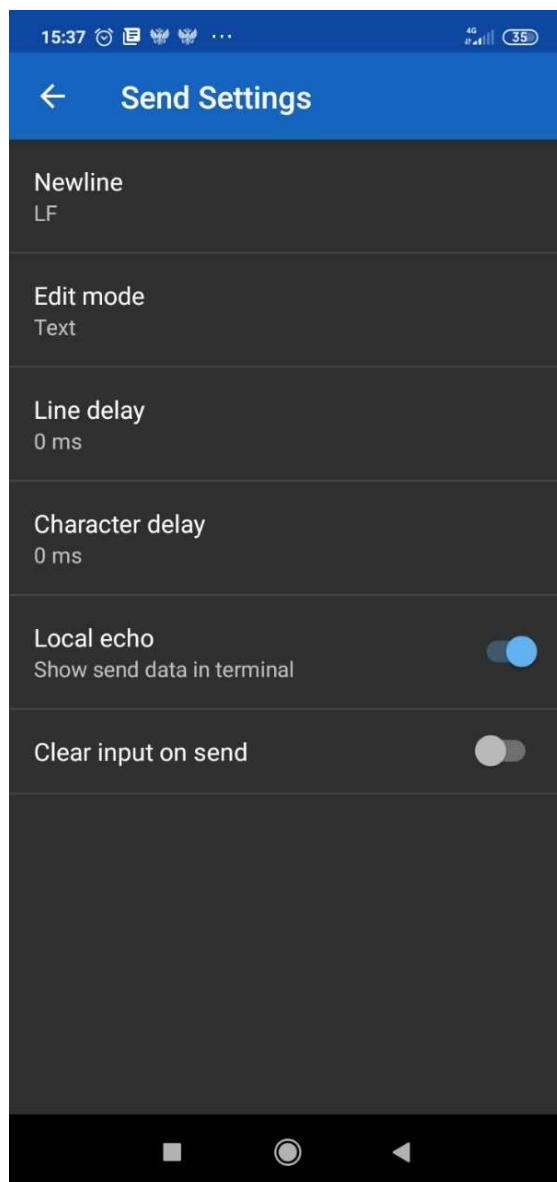 15:37
4G
35
Send Settings
Newline
LF
Edit mode
Text
Line delay
0 ms
Character delay
0 ms
Local echo
Show send data in terminal
Clear input on send